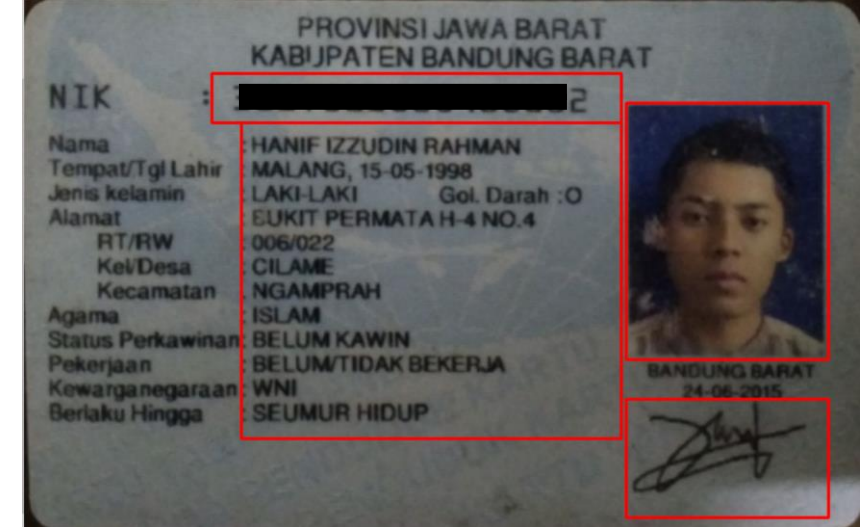 PROVINSI JAWA BARAT
KABUPATEN BANDUNG BARAT
NIK :
Nama : HANIF IZZUDIN RAHMAN
Tempat/Tgl Lahir : MALANG, 15-05-1998
Jenis kelamin : LAKI-LAKI Gol. Darah : O
Alamat : BUKIT PERMATA H-4 NO.4
RT/RW : 006/022
Kel/Desa : CILAME
Kecamatan : NGAMPRAH
Agama : ISLAM
Status Perkawinan : BELUM KAWIN
Pekerjaan : BELUM/TIDAK BEKERJA
Kewarganegaraan : WNI
Berlaku Hingga : SEUMUR HIDUP
BANDUNG BARAT
24-06-2015